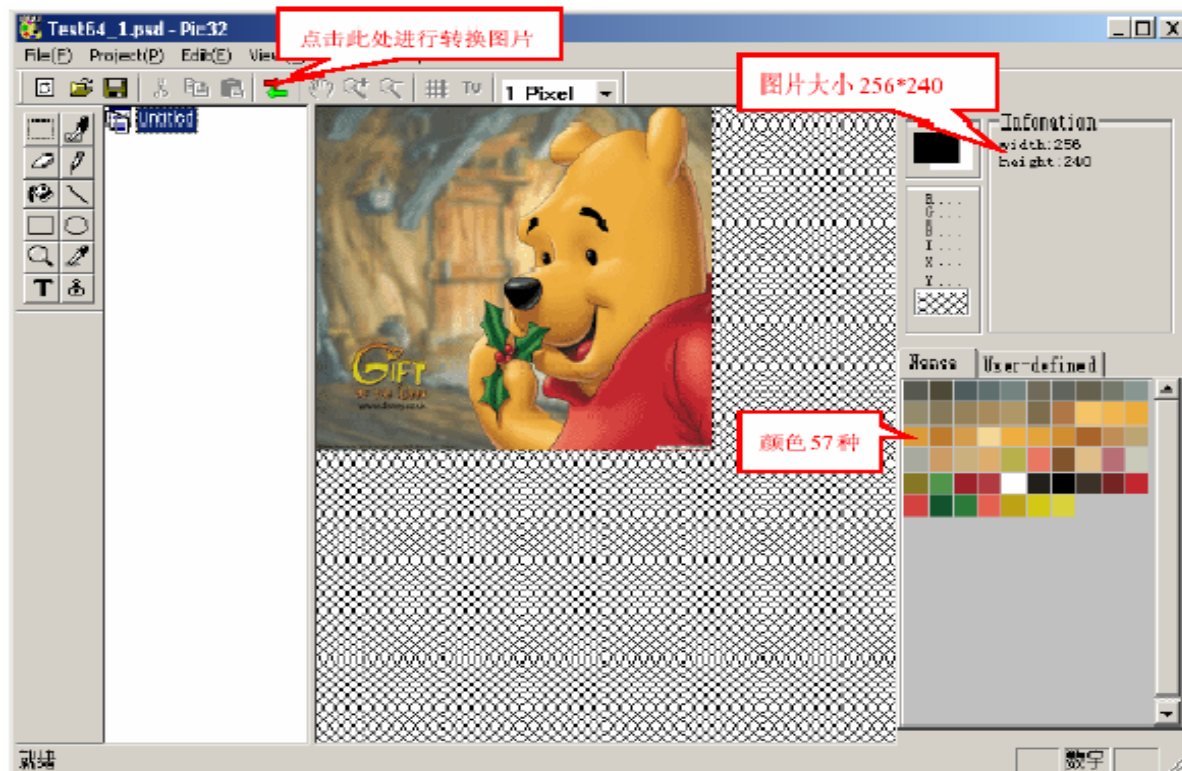 Test64_1.psd - Pic32
点击此处进行转换图片
File(F) Project(P) Edit(E)
图片大小 256*240
TV
1 Pixel
Untitled
Infomation
width:256
height:240
R...
G...
B...
I...
X...
Y...
User-defined
颜色 57 种
GIFT
T
就绪
数字